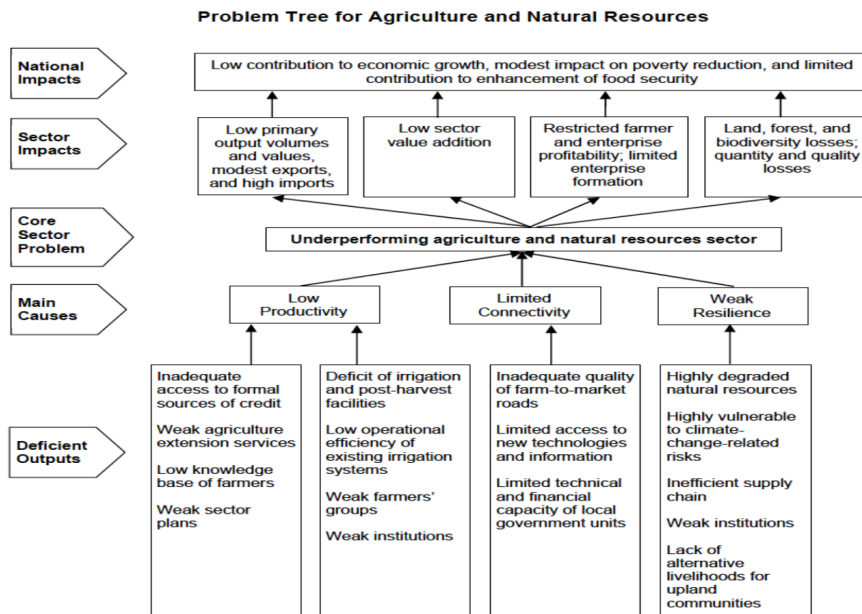 Problem Tree for Agriculture and Natural Resources
National
Impacts
Low contribution to economic growth, modest impact on poverty reduction, and limited
contribution to enhancement of food security
Sector
Impacts
Low primary
output volumes
and values,
modest exports,
and high imports
Low sector
value addition
Restricted farmer
and enterprise
profitability; limited
enterprise
formation
Land, forest, and
biodiversity losses;
quantity and quality
losses
Core
Sector
Problem
Underperforming agriculture and natural resources sector
Main
Causes
Low
Productivity
Limited
Connectivity
Weak
Resilience
Deficient
Outputs
Inadequate
access to formal
sources of credit
Weak agriculture
extension services
Low knowledge
base of farmers
Weak sector
plans
Deficit of irrigation
and post-harvest
facilities
Low operational
efficiency of
existing irrigation
systems
Weak farmers'
groups
Weak institutions
Inadequate quality
of farm-to-market
roads
Limited access to
new technologies
and information
Limited technical
and financial
capacity of local
government units
Highly degraded
natural resources
Highly vulnerable
to climate-
change-related
risks
Inefficient supply
chain
Weak institutions
Lack of
alternative
livelihoods for
upland
communities